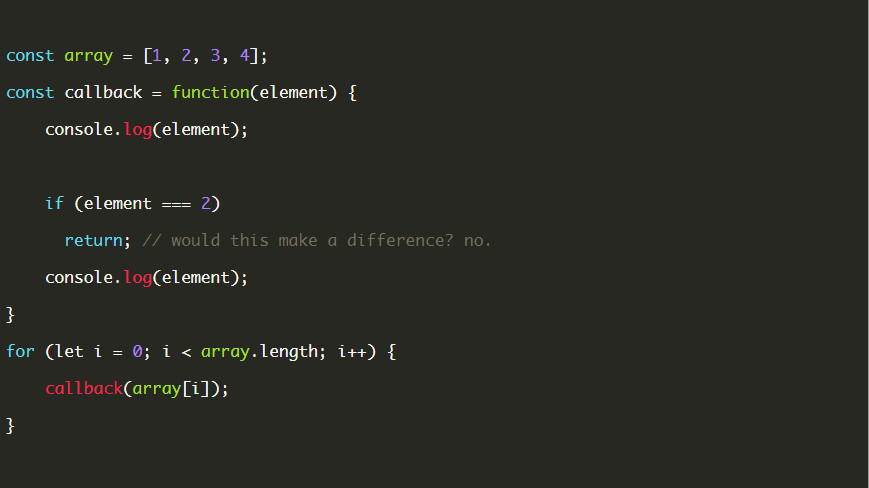 const array = [1, 2, 3, 4];
const callback = function(element) {
    console.log(element);

    if (element === 2)
      return; // would this make a difference? no.
    console.log(element);
}
for (let i = 0; i < array.length; i++) {
    callback(array[i]);
}